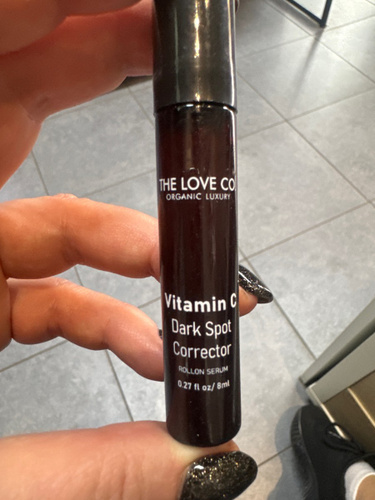 THE LOVE CO
ORGANIC LUXURY
Vitamin C
Dark Spot
Corrector
ROLLON SERUM
0.27 fl oz/ 8ml